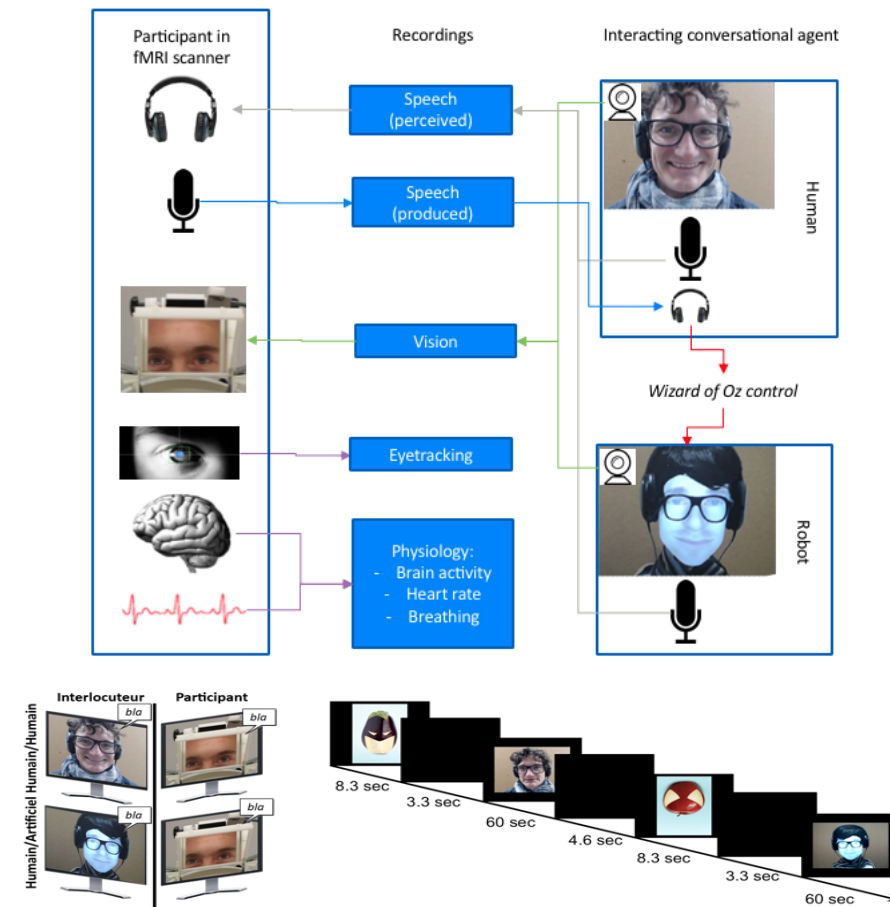 Participant in
fMRI scanner
Recordings
Interacting conversational agent
Speech
(perceived)
Speech
(produced)
Human
Vision
Wizard of Oz control
Eyetracking
Robot
Physiology:
- Brain activity
- Heart rate
- Breathing
Interlocuteur
Participant
bla
bla
bla
bla
Humain/Artificiel Humain/Humain
8.3 sec
3.3 sec
60 sec
4.6 sec
8.3 sec
3.3 sec
60 sec